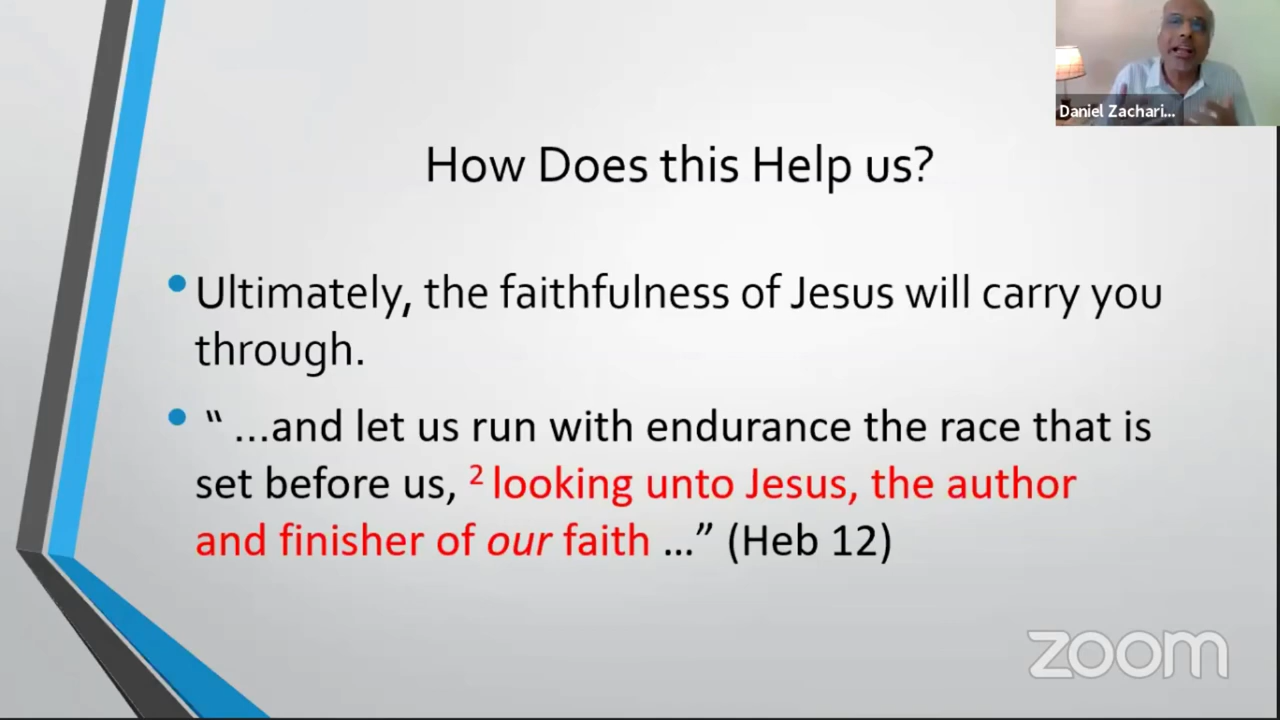 Daniel Zachari...
How Does this Help us?
• Ultimately, the faithfulness of Jesus will carry you
through.
• “ …and let us run with endurance the race that is
set before us, ² looking unto Jesus, the author
and finisher of our faith …” (Heb 12)
zoom